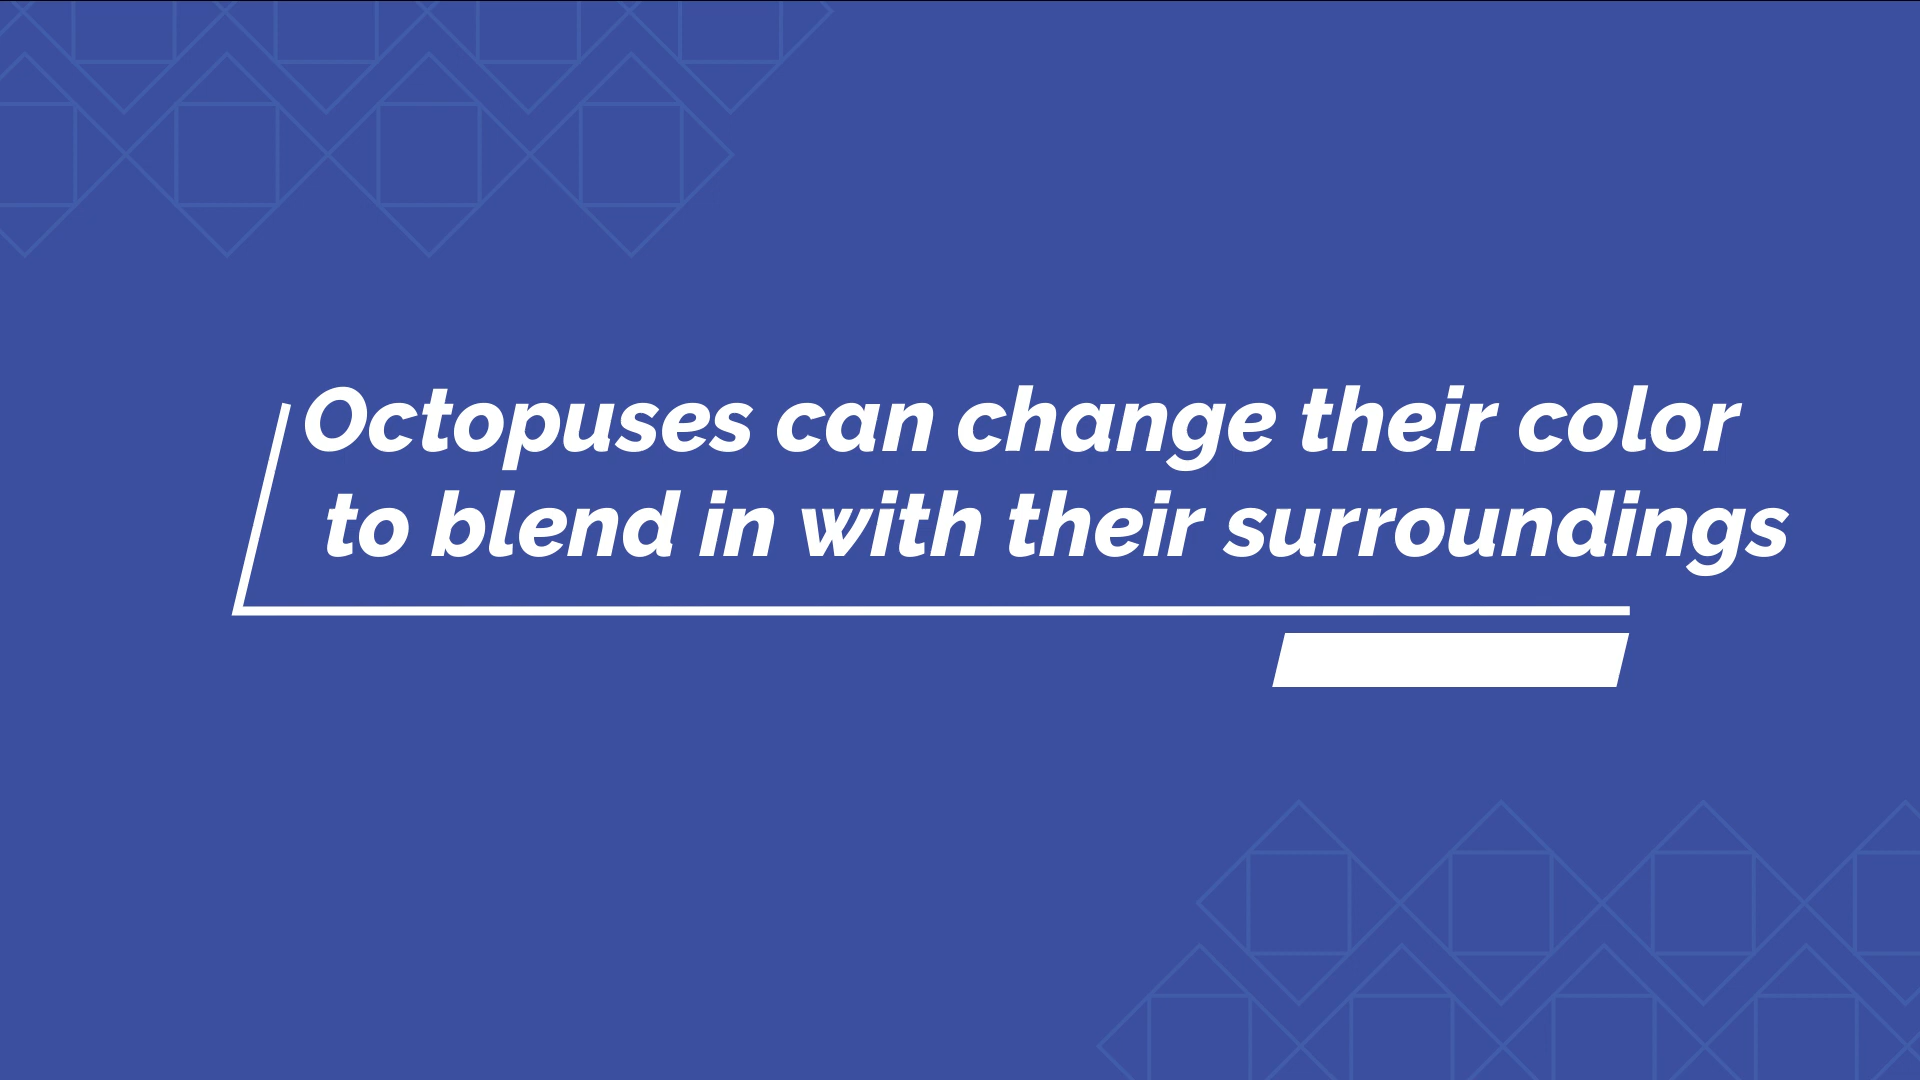 Octopuses can change their color
to blend in with their surroundings